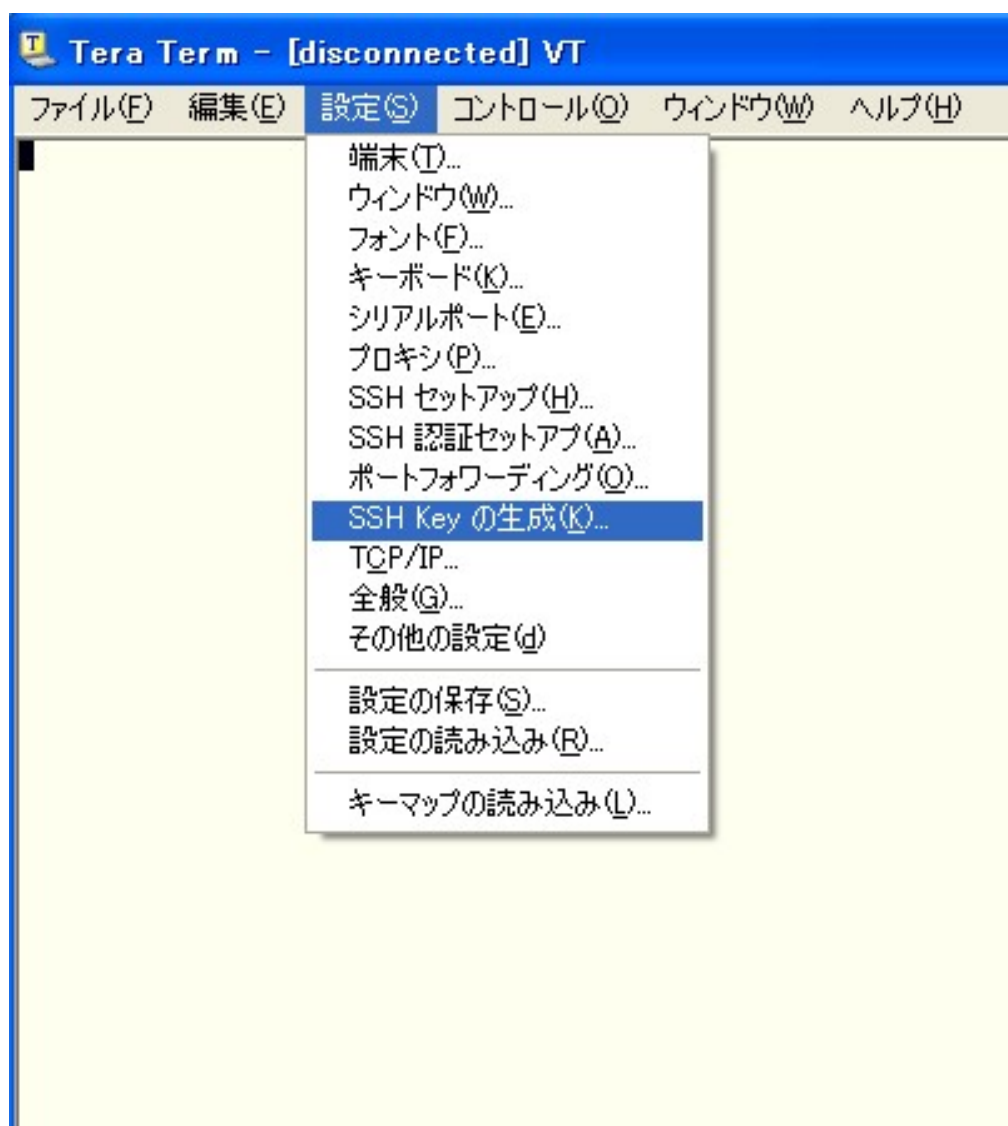 Tera Term - [disconnected] VT
ファイル(F) 編集(E) 設定(S) コントロール(O) ウィンドウ(W) ヘルプ(H)
端末(T)...
ウィンドウ(W)...
フォント(F)...
キーボード(K)...
シリアルポート(E)...
プロキシ(P)...
SSH セットアップ(H)...
SSH 認証セットアプ(A)...
ポートフォワーディング(O)...
SSH Key の生成(K)...
TCP/IP...
全般(G)...
その他の設定(d)
設定の保存(S)...
設定の読み込み(R)...
キーマップの読み込み(L)...